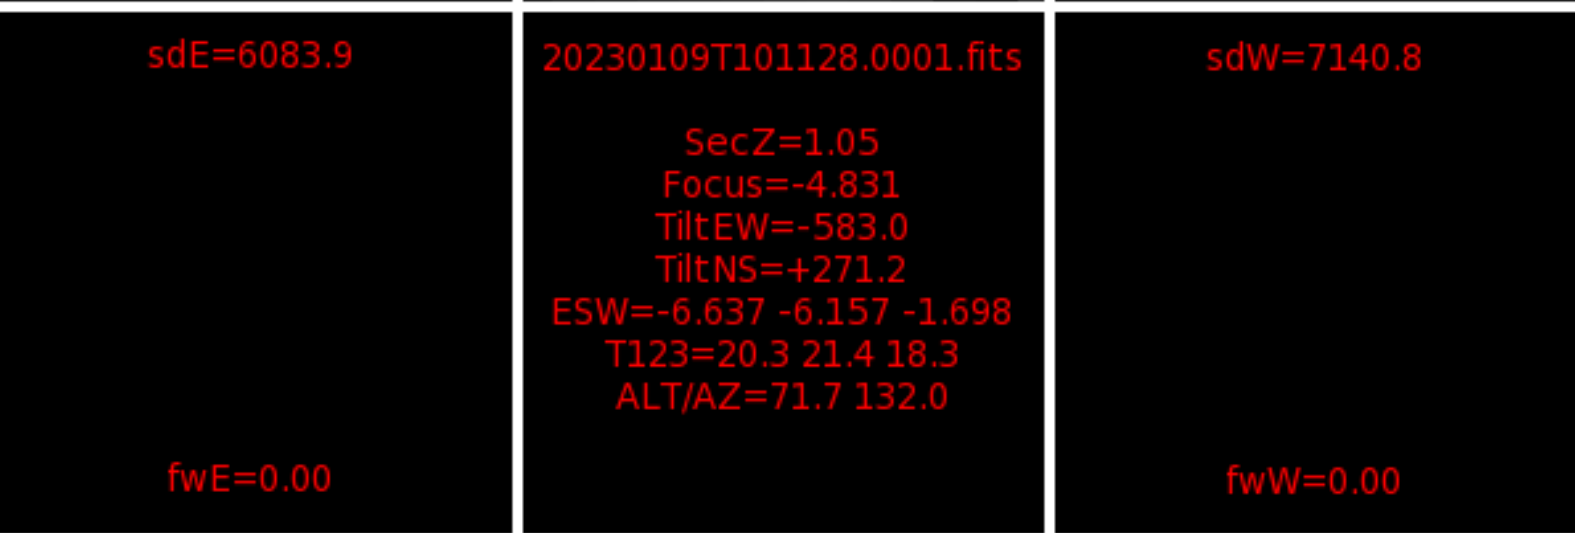 sdE=6083.9
fwE=0.00
20230109T101128.0001.fits
SecZ=1.05
Focus=-4.831
TiltEW=-583.0
TiltNS=+271.2
ESW=-6.637 -6.157 -1.698
T123=20.3 21.4 18.3
ALT/AZ=71.7 132.0
sdW=7140.8
fwW=0.00